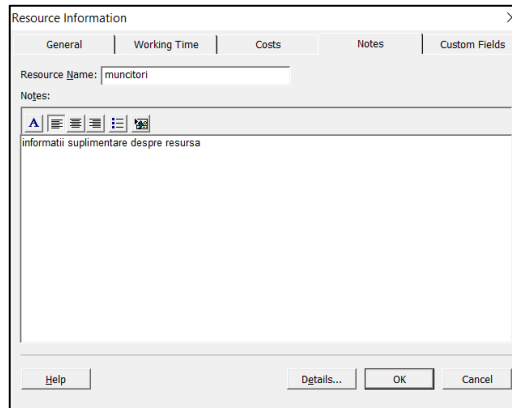 Resource Information
General Working Time Costs Notes Custom Fields
Resource Name: muncitori
Notes:
A
informatii suplimentare despre resursa
Help Details... OK Cancel